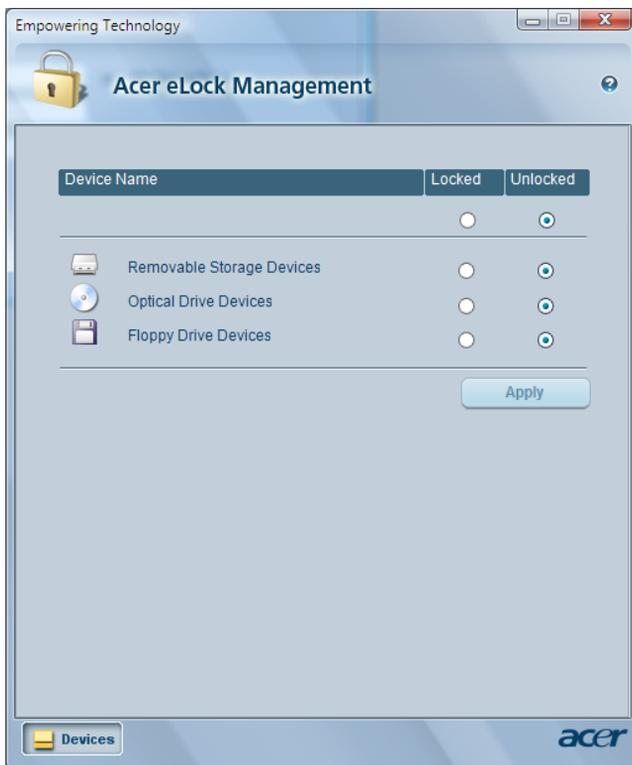 Empowering Technology
Acer eLock Management
Device Name Locked Unlocked
Removable Storage Devices
Optical Drive Devices
Floppy Drive Devices
Apply
Devices
acer